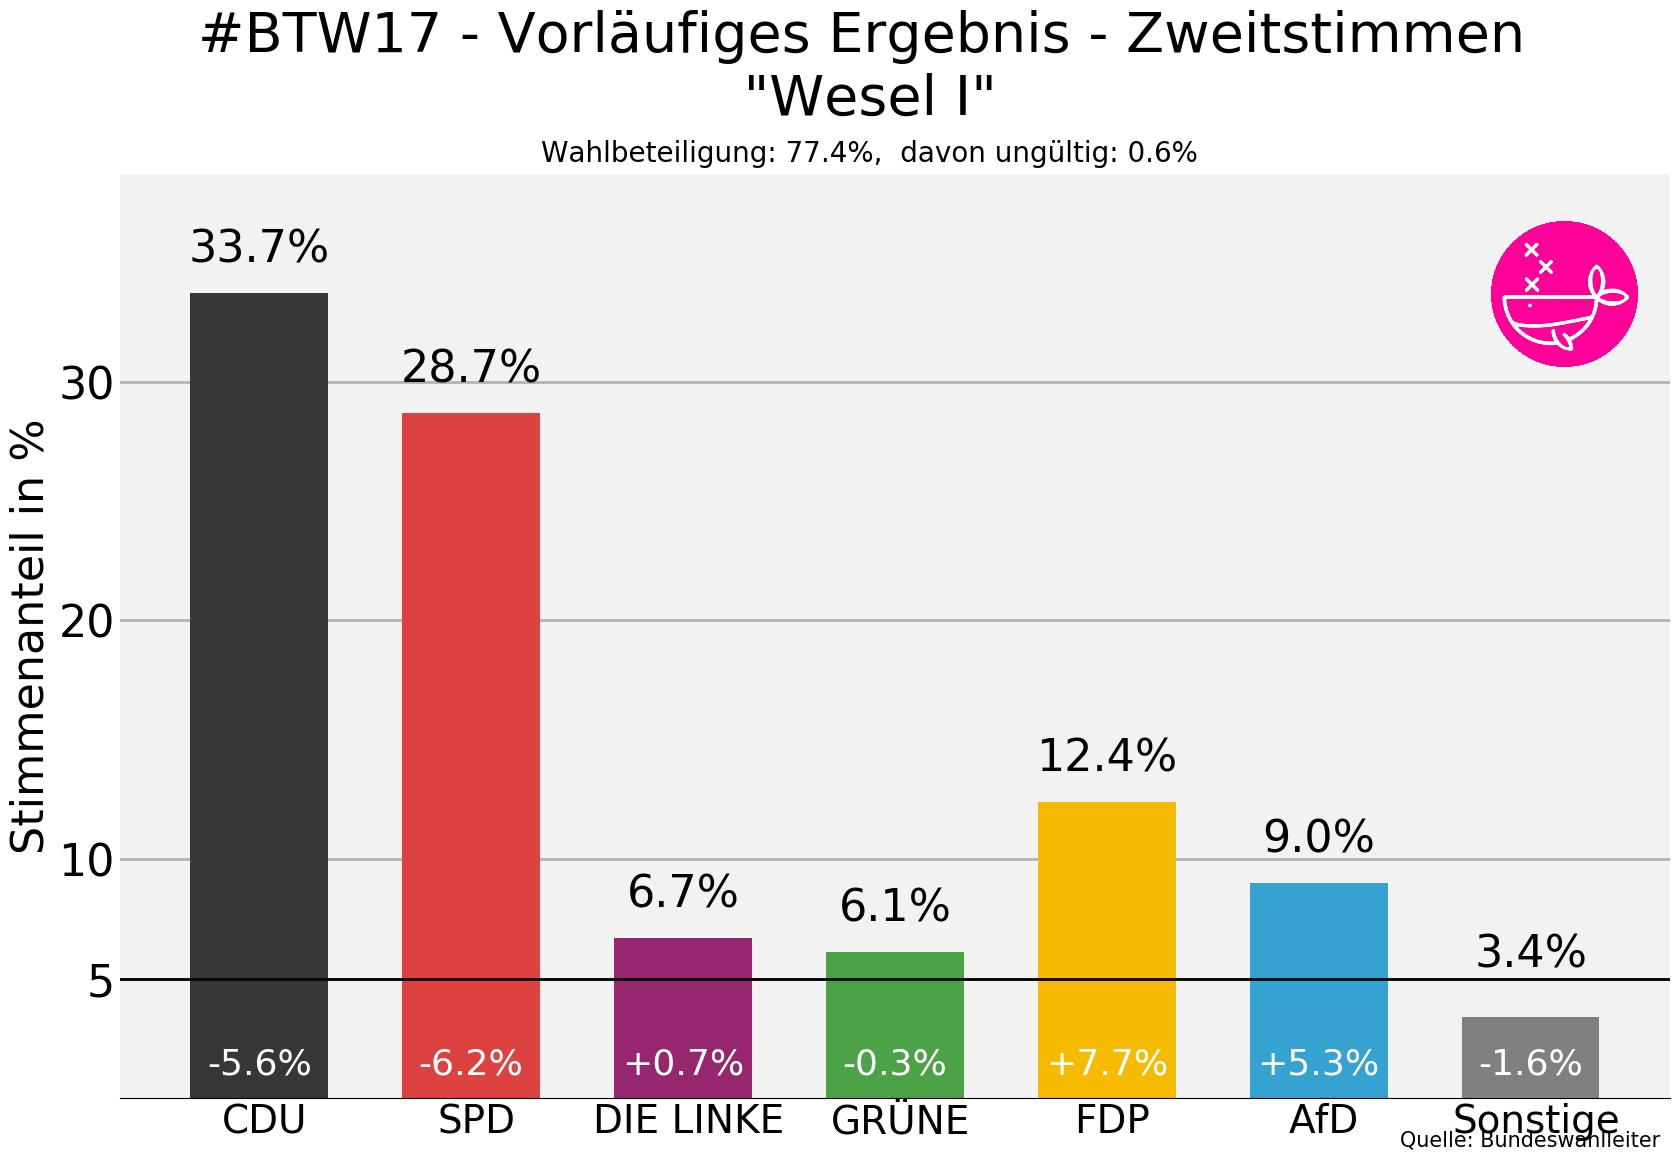 #BTW17 - Vorläufiges Ergebnis - Zweitstimmen
"Wesel I"
Wahlbeteiligung: 77.4%,  davon ungültig: 0.6%
Stimmenanteil in %
30
20
10
5
33.7%
28.7%
6.7%
6.1%
12.4%
9.0%
3.4%
-5.6%
-6.2%
+0.7%
-0.3%
+7.7%
+5.3%
-1.6%
CDU
SPD
DIE LINKE
GRÜNE
FDP
AfD
Sonstige
Quelle: Bundeswahlleiter